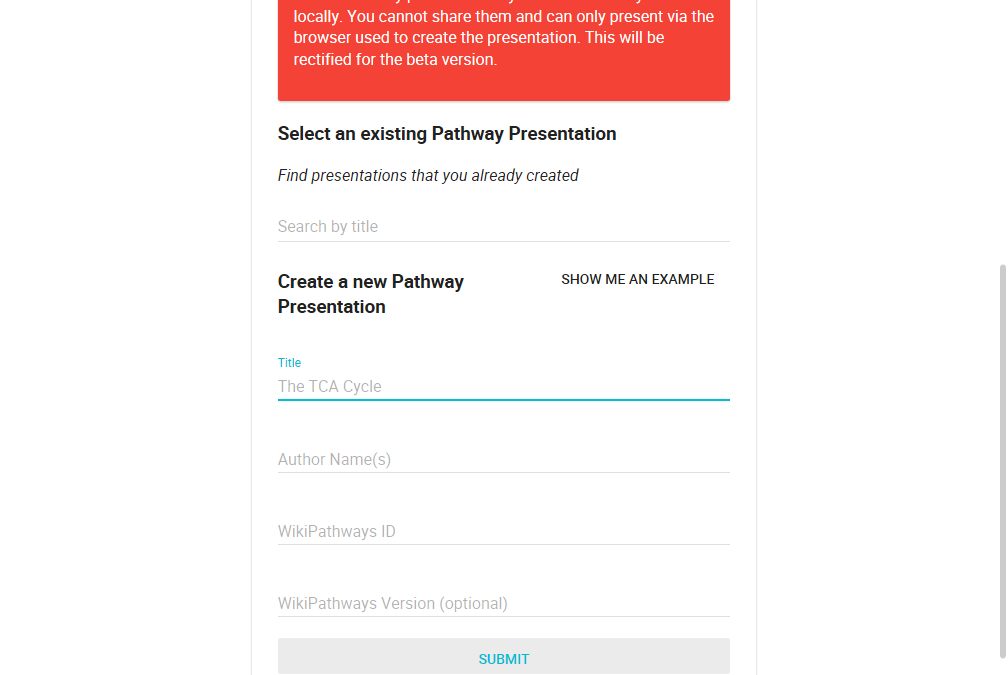 locally. You cannot share them and can only present via the
browser used to create the presentation. This will be
rectified for the beta version.
Select an existing Pathway Presentation
Find presentations that you already created
Search by title
Create a new Pathway
Presentation
SHOW ME AN EXAMPLE
Title
The TCA Cycle
Author Name(s)
WikiPathways ID
WikiPathways Version (optional)
SUBMIT